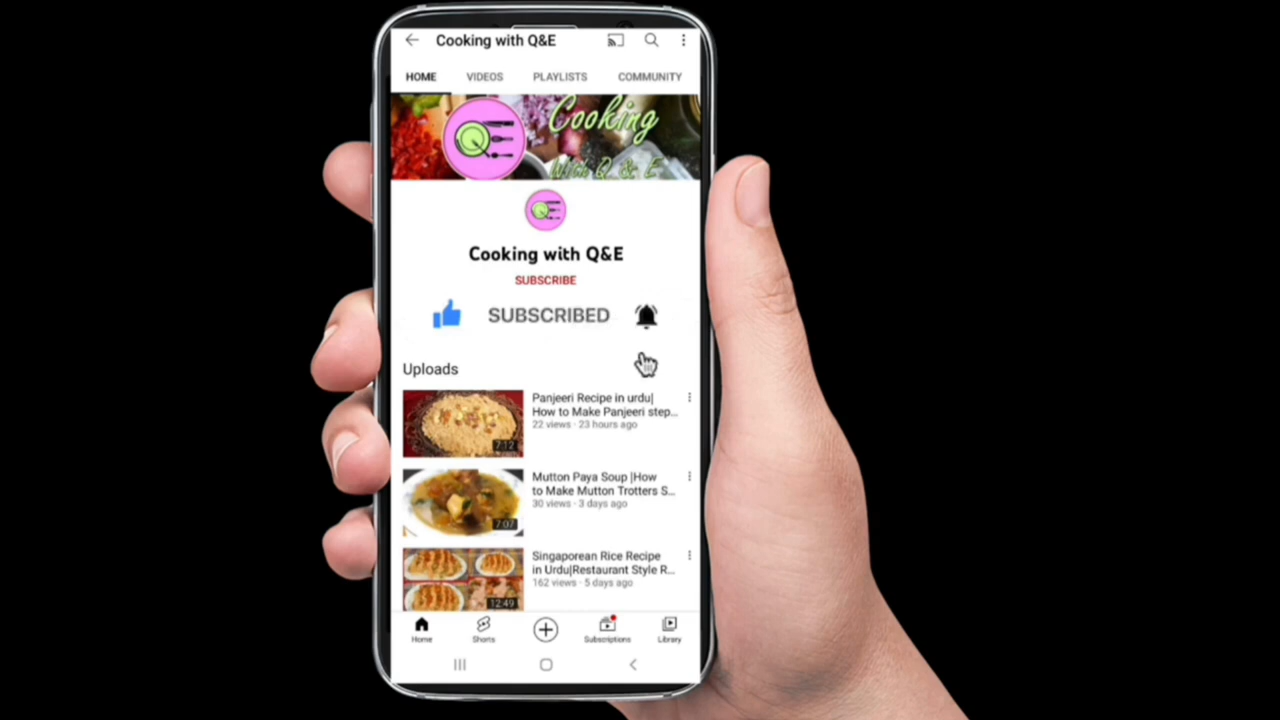 Cooking with Q&E
HOME VIDEOS PLAYLISTS COMMUNITY
Cooking
With Q & E
Cooking with Q&E
SUBSCRIBE
SUBSCRIBED
Uploads
Panjeeri Recipe in urdu|
How to Make Panjeeri step...
22 views · 23 hours ago
7:12
Mutton Paya Soup |How
to Make Mutton Trotters S...
30 views · 3 days ago
7:07
Singaporean Rice Recipe
in Urdu|Restaurant Style R...
162 views · 5 days ago
12:49
Home Shorts Subscriptions Library